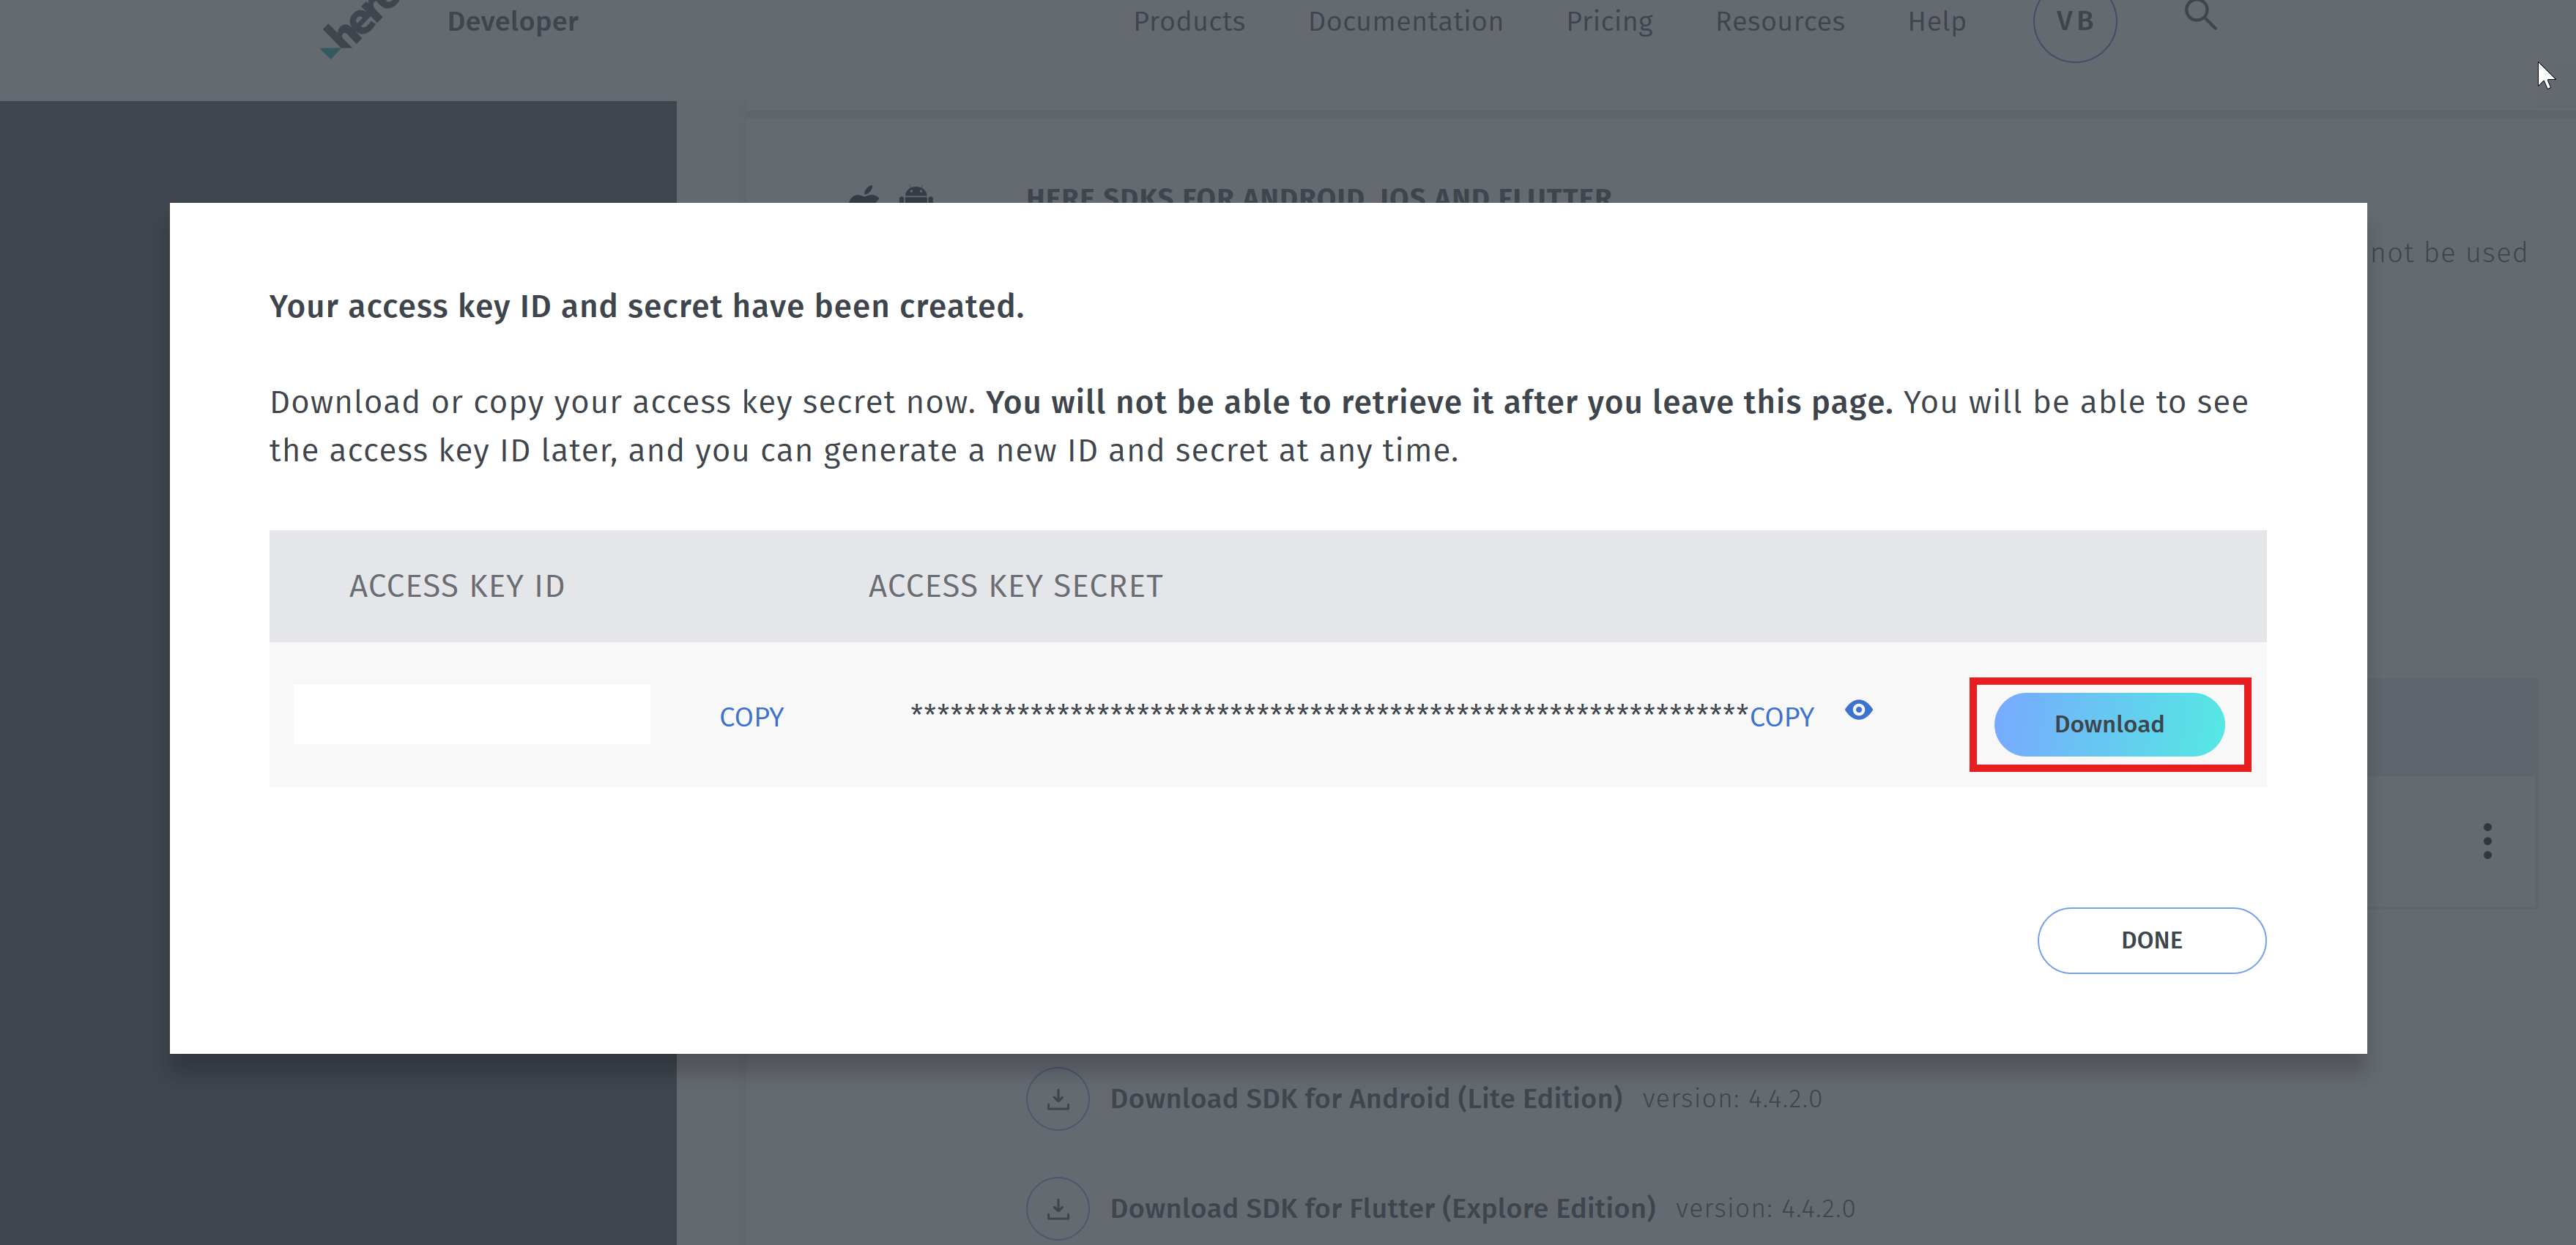 here
Developer
Products
Documentation
Pricing
Resources
Help
VB
HERE SDKS FOR ANDROID, IOS AND FLUTTER
not be used
Your access key ID and secret have been created.
Download or copy your access key secret now. You will not be able to retrieve it after you leave this page. You will be able to see
the access key ID later, and you can generate a new ID and secret at any time.
ACCESS KEY ID
ACCESS KEY SECRET
COPY
***************************************************************COPY
Download
DONE
Download SDK for Android (Lite Edition) version: 4.4.2.0
Download SDK for Flutter (Explore Edition) version: 4.4.2.0